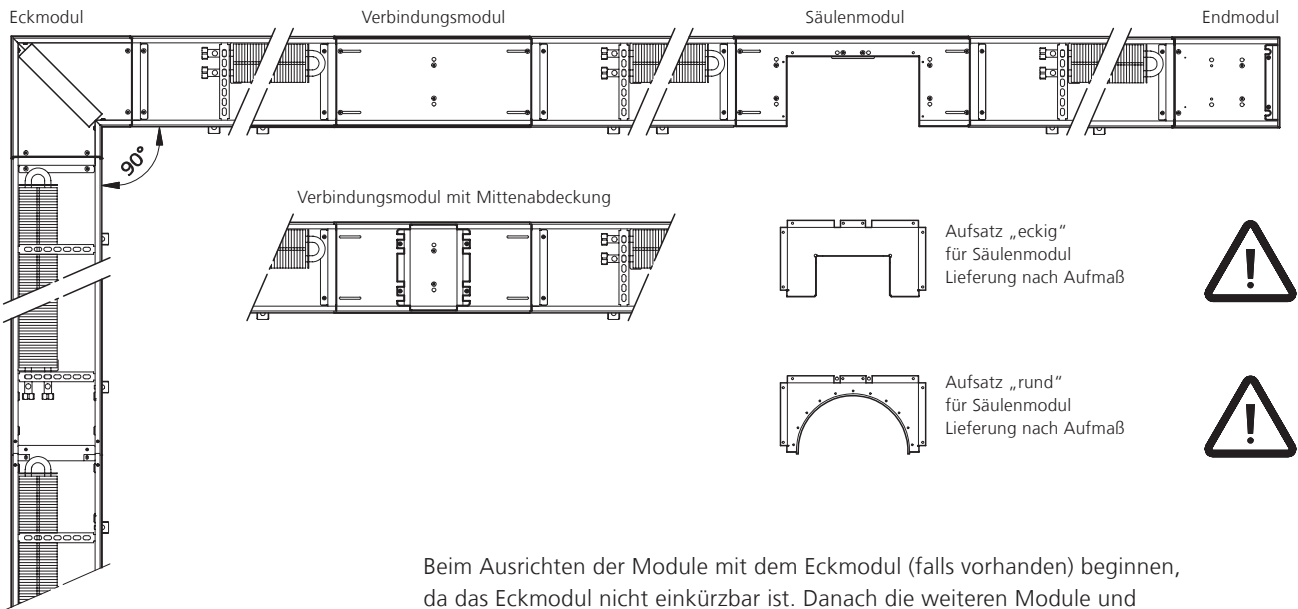 Eckmodul
Verbindungsmodul
Säulenmodul
Endmodul
90°
Verbindungsmodul mit Mittenabdeckung
Aufsatz „eckig“
für Säulenmodul
Lieferung nach Aufmaß
Aufsatz „rund“
für Säulenmodul
Lieferung nach Aufmaß
Beim Ausrichten der Module mit dem Eckmodul (falls vorhanden) beginnen,
da das Eckmodul nicht einkürzbar ist. Danach die weiteren Module und